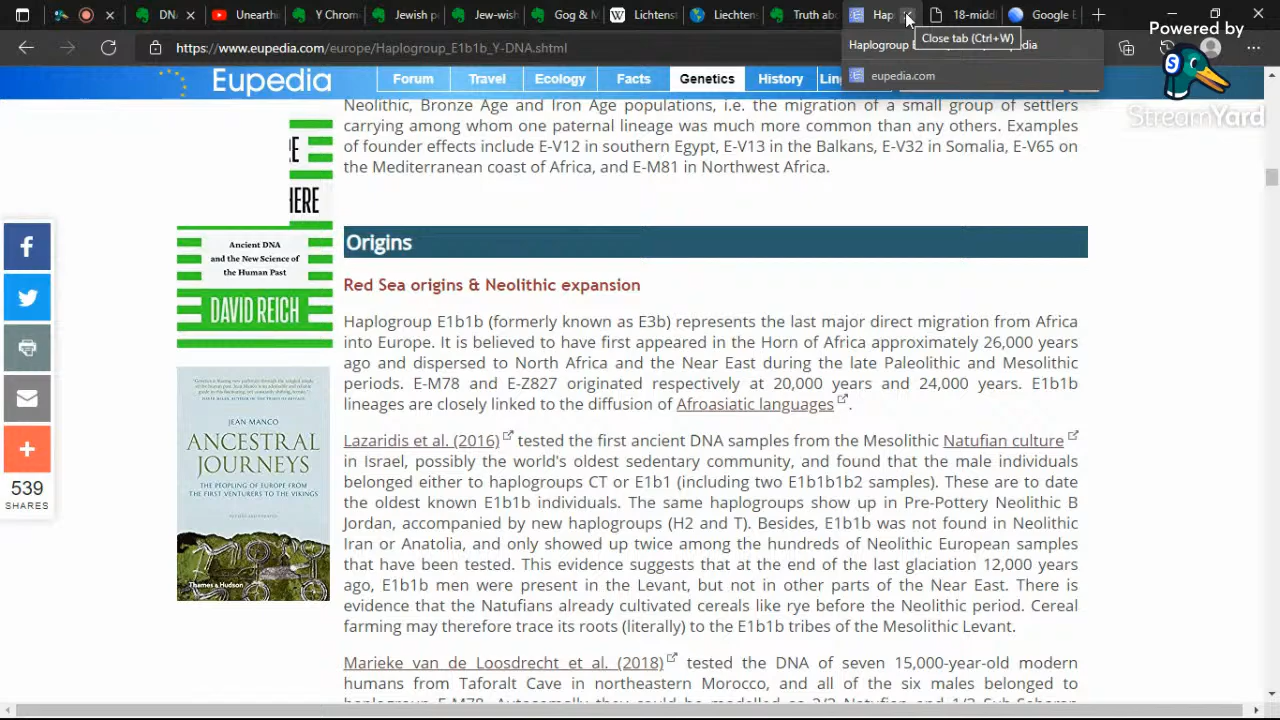 DN
Unearthi
Y Chrom
Jewish p
Jew-wish
Gog & M
Lichtenst
Liechtens
Truth abo
Hap
18-middl
Google E
Close tab (Ctrl+W)
Powered by
S
StreamYard
https://www.eupedia.com/europe/Haplogroup_E1b1b_Y-DNA.shtml
eupedia.com
Eupedia
Forum
Travel
Ecology
Facts
Genetics
History
Neolithic, Bronze Age and Iron Age populations, i.e. the migration of a small group of settlers
carrying among whom one paternal lineage was much more common than any others. Examples
of founder effects include E-V12 in southern Egypt, E-V13 in the Balkans, E-V32 in Somalia, E-V65 on
the Mediterranean coast of Africa, and E-M81 in Northwest Africa.
Origins
Red Sea origins & Neolithic expansion
Haplogroup E1b1b (formerly known as E3b) represents the last major direct migration from Africa
into Europe. It is believed to have first appeared in the Horn of Africa approximately 26,000 years
ago and dispersed to North Africa and the Near East during the late Paleolithic and Mesolithic
periods. E-M78 and E-Z827 originated respectively at 20,000 years and 24,000 years. E1b1b
lineages are closely linked to the diffusion of Afroasiatic languages.
Lazaridis et al. (2016) tested the first ancient DNA samples from the Mesolithic Natufian culture
in Israel, possibly the world's oldest sedentary community, and found that the male individuals
belonged either to haplogroups CT or E1b1 (including two E1b1b1b2 samples). These are to date
the oldest known E1b1b individuals. The same haplogroups show up in Pre-Pottery Neolithic B
Jordan, accompanied by new haplogroups (H2 and T). Besides, E1b1b was not found in Neolithic
Iran or Anatolia, and only showed up twice among the hundreds of Neolithic European samples
that have been tested. This evidence suggests that at the end of the last glaciation 12,000 years
ago, E1b1b men were present in the Levant, but not in other parts of the Near East. There is
evidence that the Natufians already cultivated cereals like rye before the Neolithic period. Cereal
farming may therefore trace its roots (literally) to the E1b1b tribes of the Mesolithic Levant.
Marieke van de Loosdrecht et al. (2018) tested the DNA of seven 15,000-year-old modern
humans from Taforalt Cave in northeastern Morocco, and all of the six males belonged to
RE
HERE
Ancient DNA
and the New Science of
the Human Past
DAVID REICH
JEAN MANCO
ANCESTRAL
JOURNEYS
THE PEOPLING OF EUROPE FROM
THE FIRST VENTURERS TO THE VIKINGS
Thames & Hudson
539
SHARES